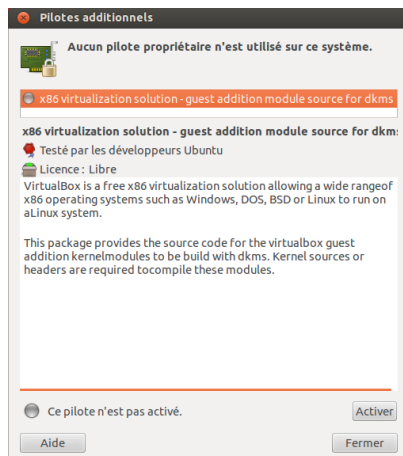 Pilotes additionnels
Aucun pilote propriétaire n'est utilisé sur ce système.
x86 virtualization solution - guest addition module source for dkms
x86 virtualization solution - guest addition module source for dkm
Testé par les développeurs Ubuntu
Licence : Libre
VirtualBox is a free x86 virtualization solution allowing a wide rangeof
x86 operating systems such as Windows, DOS, BSD or Linux to run on
aLinux system.
This package provides the source code for the virtualbox guest
addition kernelmodules to be build with dkms. Kernel sources or
headers are required tocompile these modules.
Ce pilote n'est pas activé.
Activer
Aide
Fermer